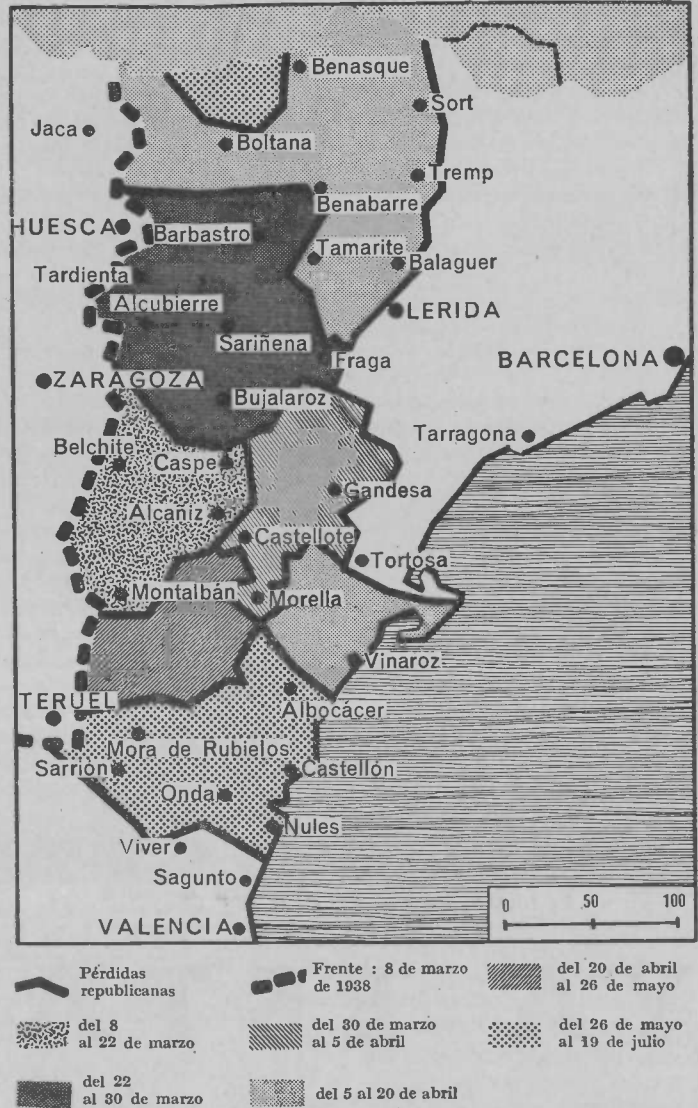 Benasque
Sort
Jaca
Boltana
Tremp
Benabarre
HUESCA
Barbastro
Tamarite
Balaguer
Tardienta
Alcubierre
LERIDA
Sariñena
Fraga
BARCELONA
ZARAGOZA
Bujalaroz
Tarragona
Belchite
Caspe
Gandesa
Alcañiz
Castellote
Tortosa
Montalbán
Morella
Vinaroz
TERUEL
Albocácer
Mora de Rubielos
Sarrión
Castellón
Onda
Nules
Viver
Sagunto
VALENCIA
0 50 100
Pérdidas
republicanas
Frente : 8 de marzo
de 1938
del 20 de abril
al 26 de mayo
del 8
al 22 de marzo
del 30 de marzo
al 5 de abril
del 26 de mayo
al 19 de julio
del 22
al 30 de marzo
del 5 al 20 de abril